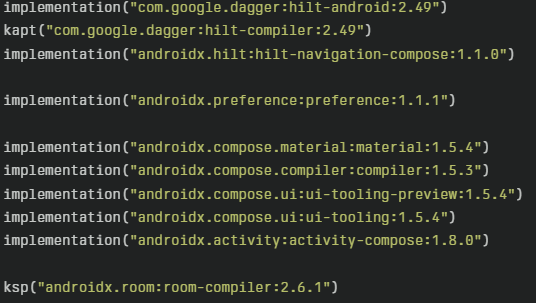 implementation("com.google.dagger:hilt-android:2.49")
kapt("com.google.dagger:hilt-compiler:2.49")
implementation("androidx.hilt:hilt-navigation-compose:1.1.0")
implementation("androidx.preference:preference:1.1.1")
implementation("androidx.compose.material:material:1.5.4")
implementation("androidx.compose.compiler:compiler:1.5.3")
implementation("androidx.compose.ui:ui-tooling-preview:1.5.4")
implementation("androidx.compose.ui:ui-tooling:1.5.4")
implementation("androidx.activity:activity-compose:1.8.0")
ksp("androidx.room:room-compiler:2.6.1")